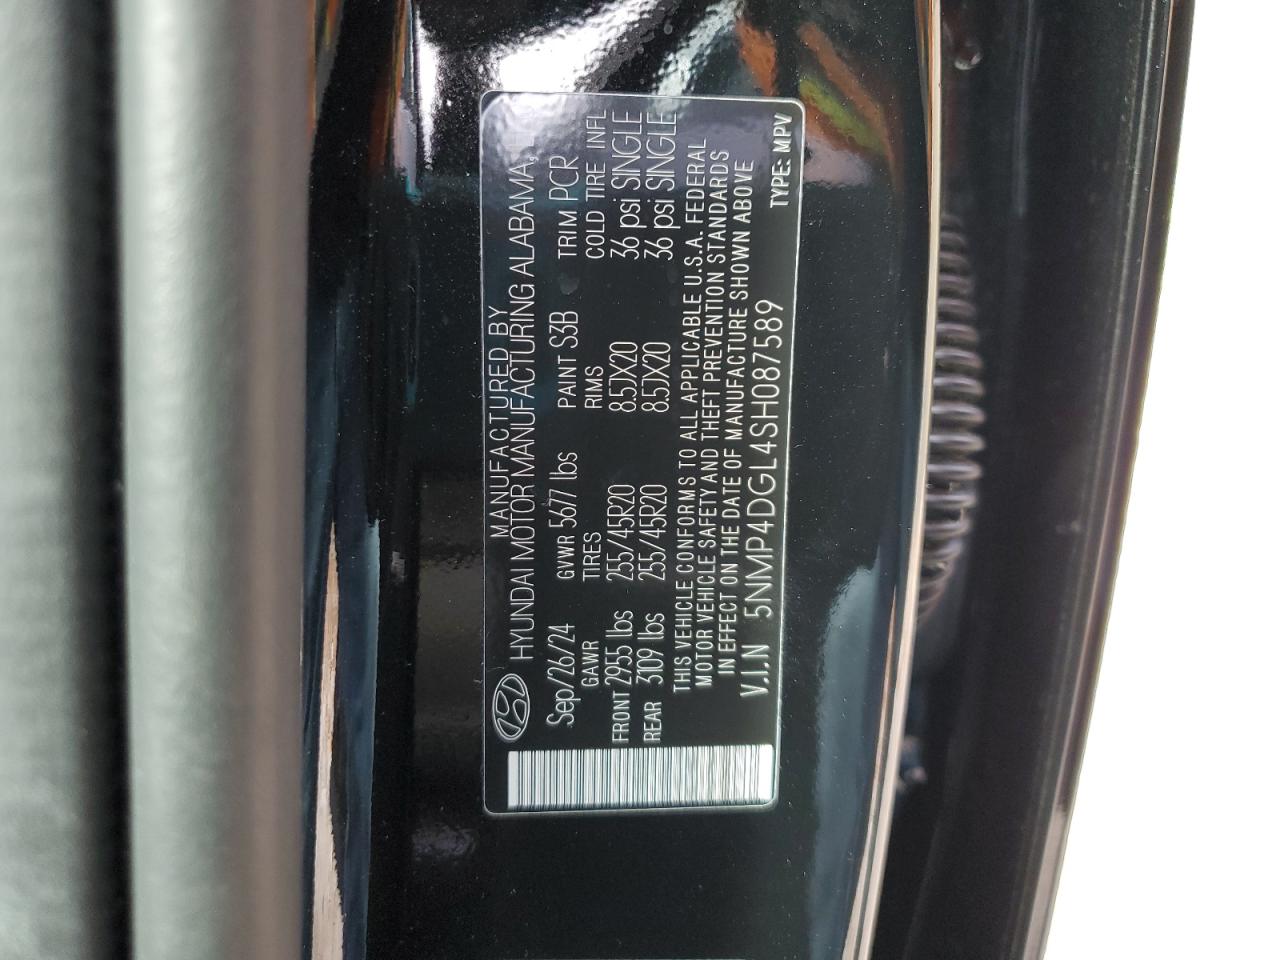 MANUFACTURED BY
HYUNDAI MOTOR MANUFACTURING ALABAMA,
Sep/26/24 GVWR 5677 lbs PAINT S3B TRIM PCR
GAWR TIRES RIMS COLD TIRE INFL
FRONT 2955 lbs 255/45R20 8.5JX20 36 psi SINGLE
REAR 3109 lbs 255/45R20 8.5JX20 36 psi SINGLE
THIS VEHICLE CONFORMS TO ALL APPLICABLE U.S.A. FEDERAL
MOTOR VEHICLE SAFETY AND THEFT PREVENTION STANDARDS
IN EFFECT ON THE DATE OF MANUFACTURE SHOWN ABOVE
V.I.N 5NMP4DGL4SH087589 TYPE: MPV